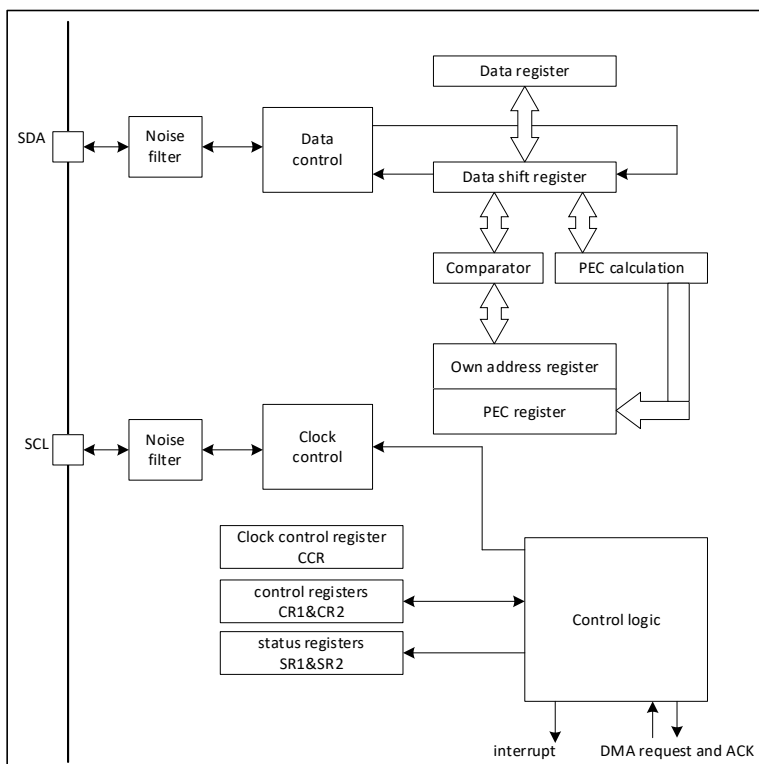 Data register
SDA
Noise
filter
Data
control
Data shift register
Comparator
PEC calculation
Own address register
PEC register
SCL
Noise
filter
Clock
control
Clock control register
CCR
control registers
CR1&CR2
status registers
SR1&SR2
Control logic
interrupt
DMA request and ACK